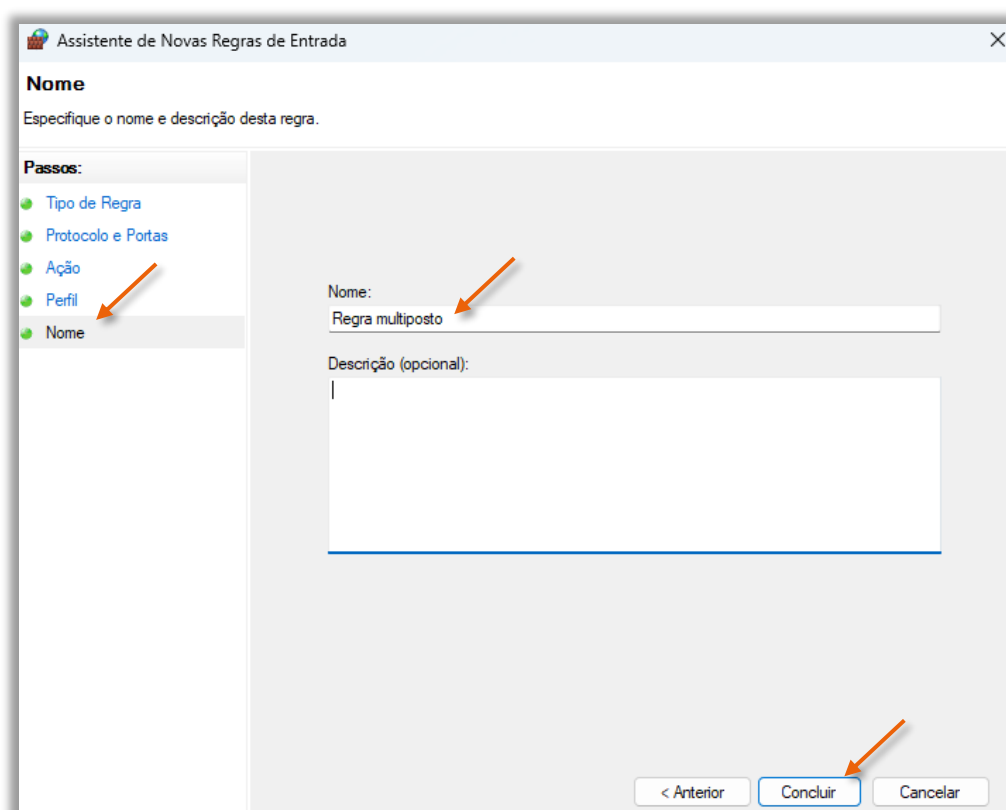 Assistente de Novas Regras de Entrada
Nome
Especifique o nome e descrição desta regra.
Passos:
Tipo de Regra
Protocolo e Portas
Ação
Perfil
Nome
Nome:
Regra multiposto
Descrição (opcional):
< Anterior
Concluir
Cancelar